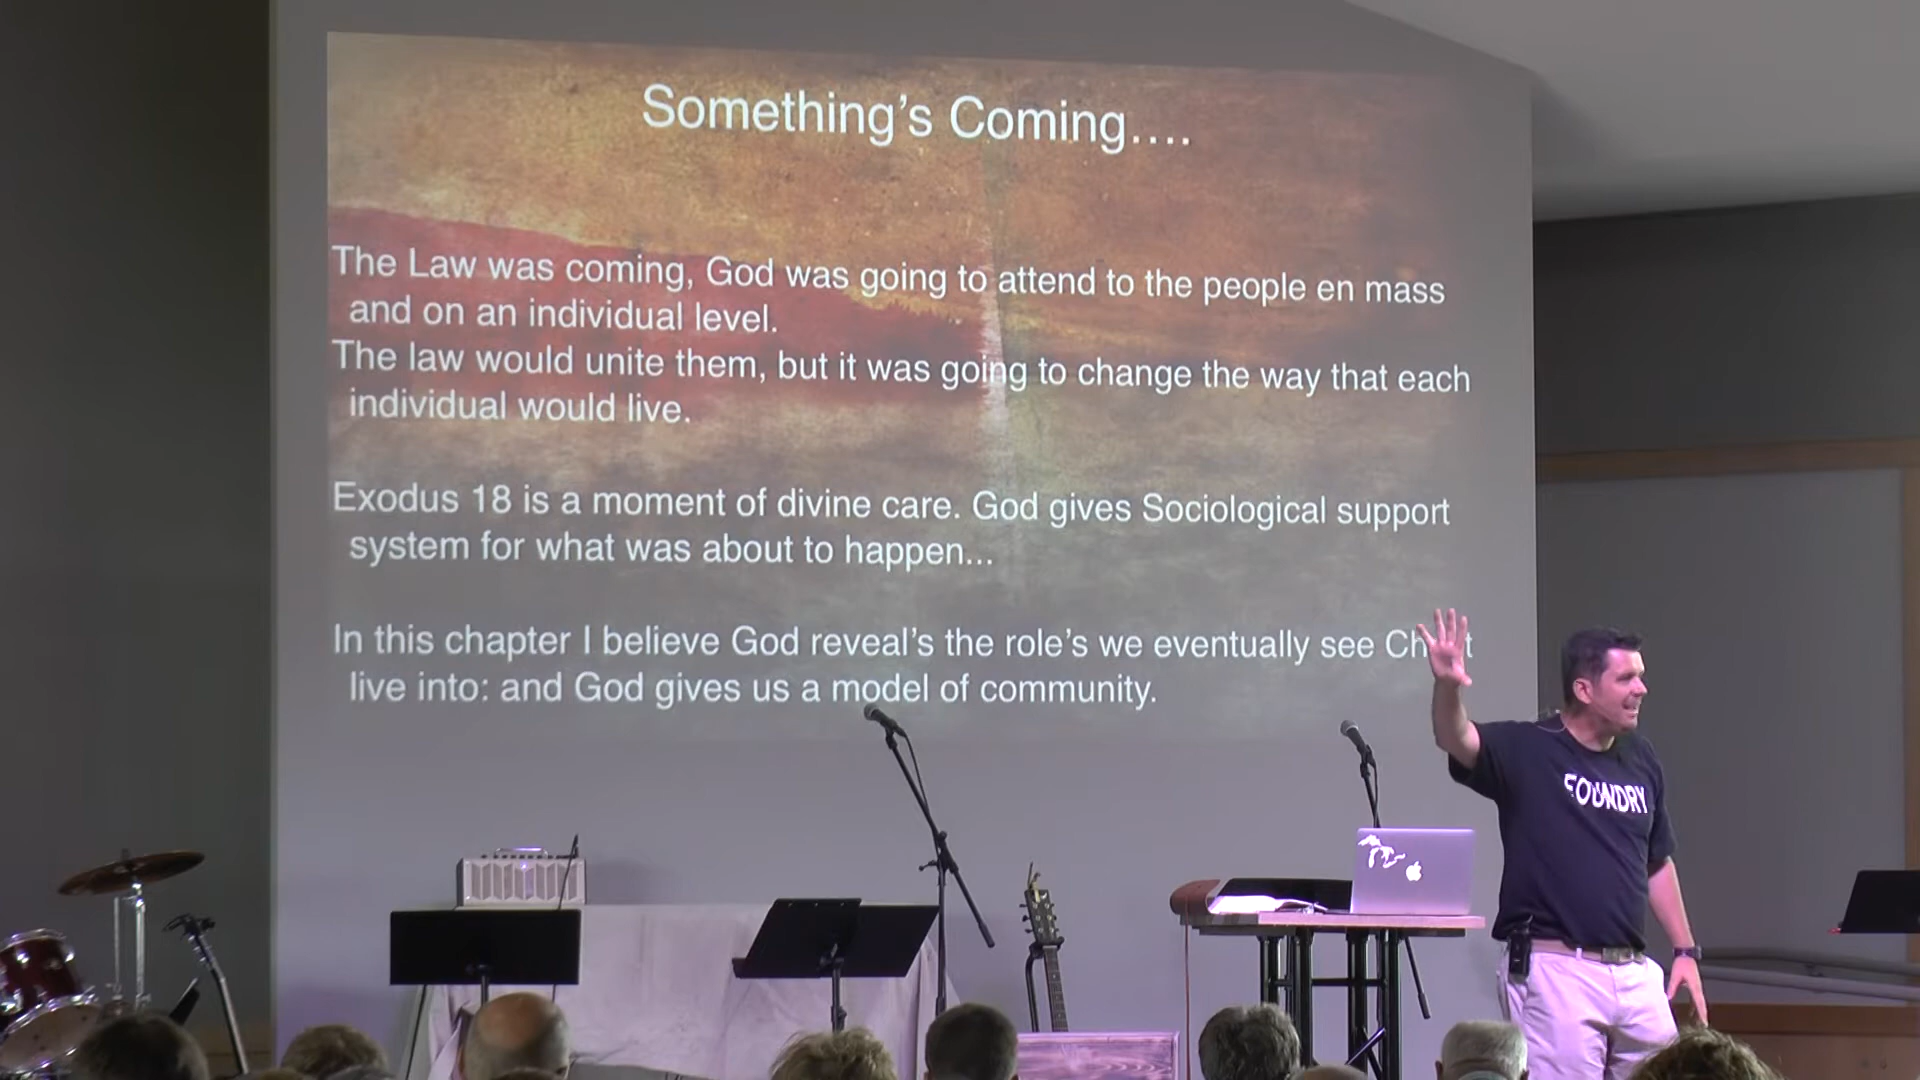 Something's Coming....
The Law was coming, God was going to attend to the people en mass
and on an individual level.
The law would unite them, but it was going to change the way that each
individual would live.
Exodus 18 is a moment of divine care. God gives Sociological support
system for what was about to happen...
In this chapter I believe God reveal's the role's we eventually see
live into: and God gives us a model of community.
FOUNDRY